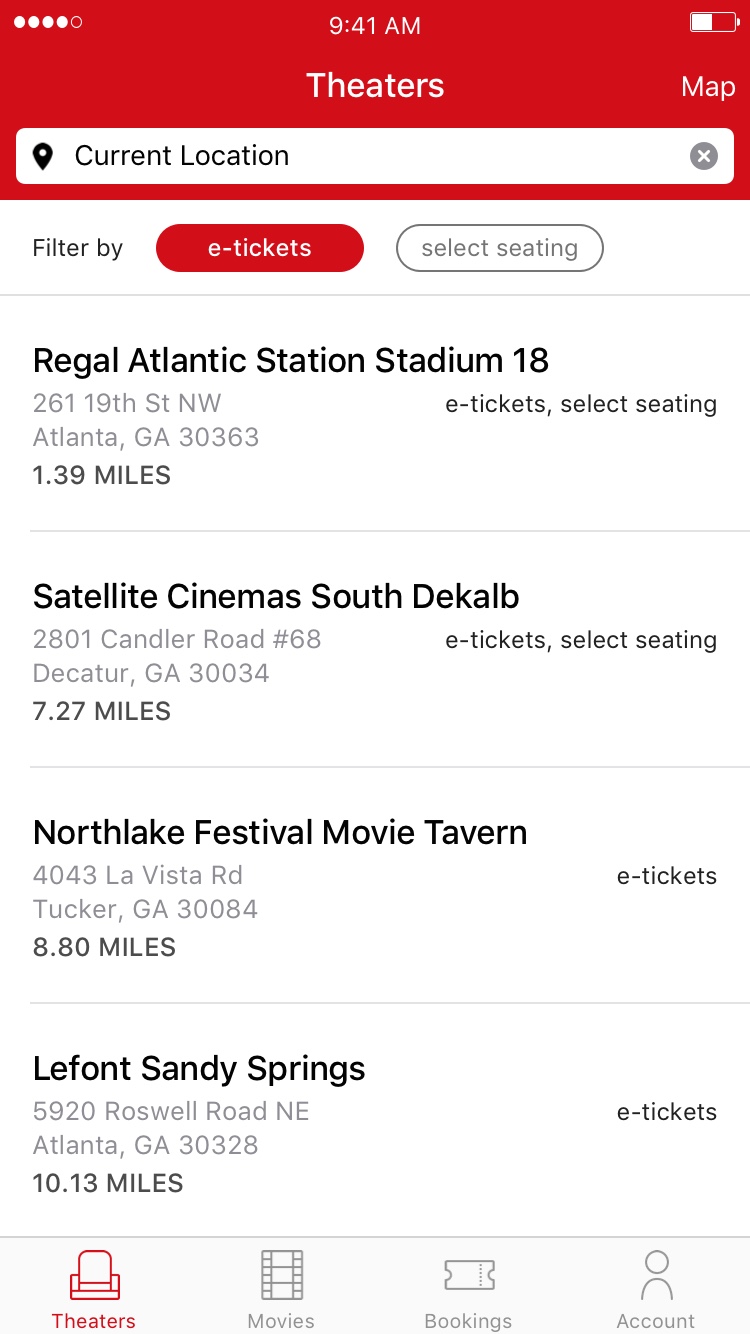 9:41 AM
Theaters
Map
Current Location
Filter by
e-tickets
select seating
Regal Atlantic Station Stadium 18
261 19th St NW
e-tickets, select seating
Atlanta, GA 30363
1.39 MILES
Satellite Cinemas South Dekalb
2801 Candler Road #68
e-tickets, select seating
Decatur, GA 30034
7.27 MILES
Northlake Festival Movie Tavern
4043 La Vista Rd
e-tickets
Tucker, GA 30084
8.80 MILES
Lefont Sandy Springs
5920 Roswell Road NE
e-tickets
Atlanta, GA 30328
10.13 MILES
Theaters
Movies
Bookings
Account